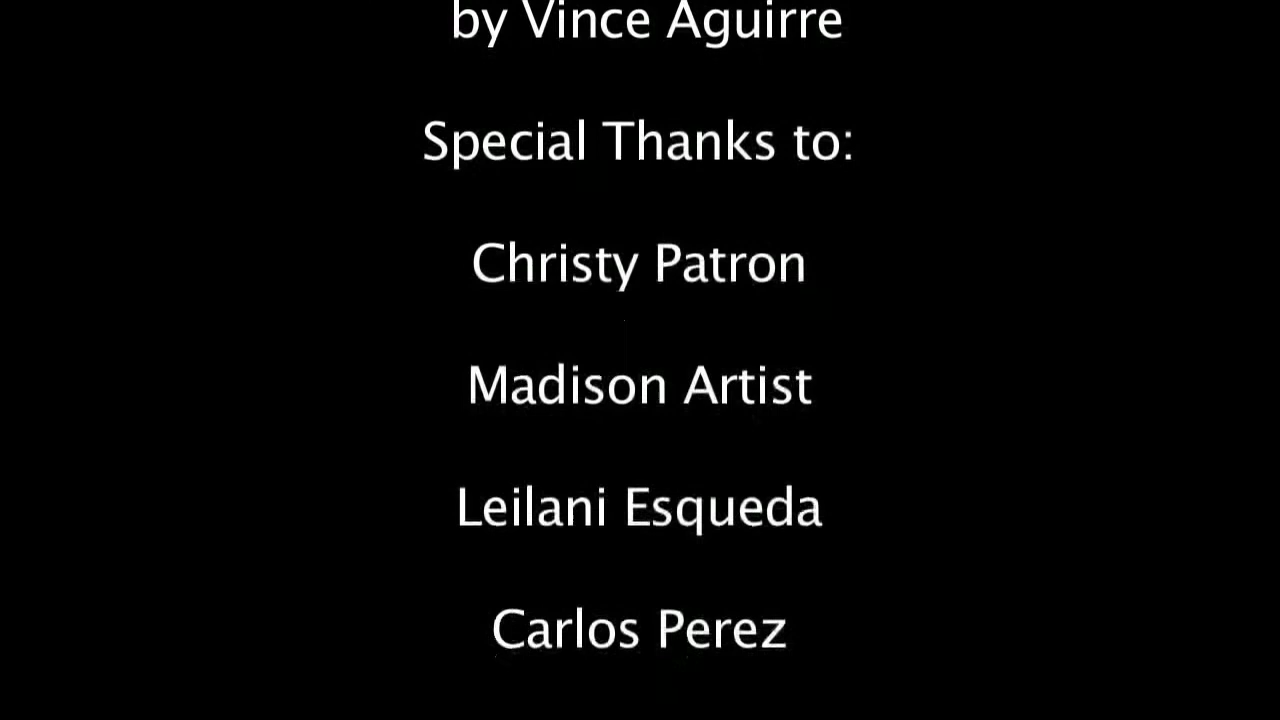 by Vince Aguirre
Special Thanks to:
Christy Patron
Madison Artist
Leilani Esqueda
Carlos Perez